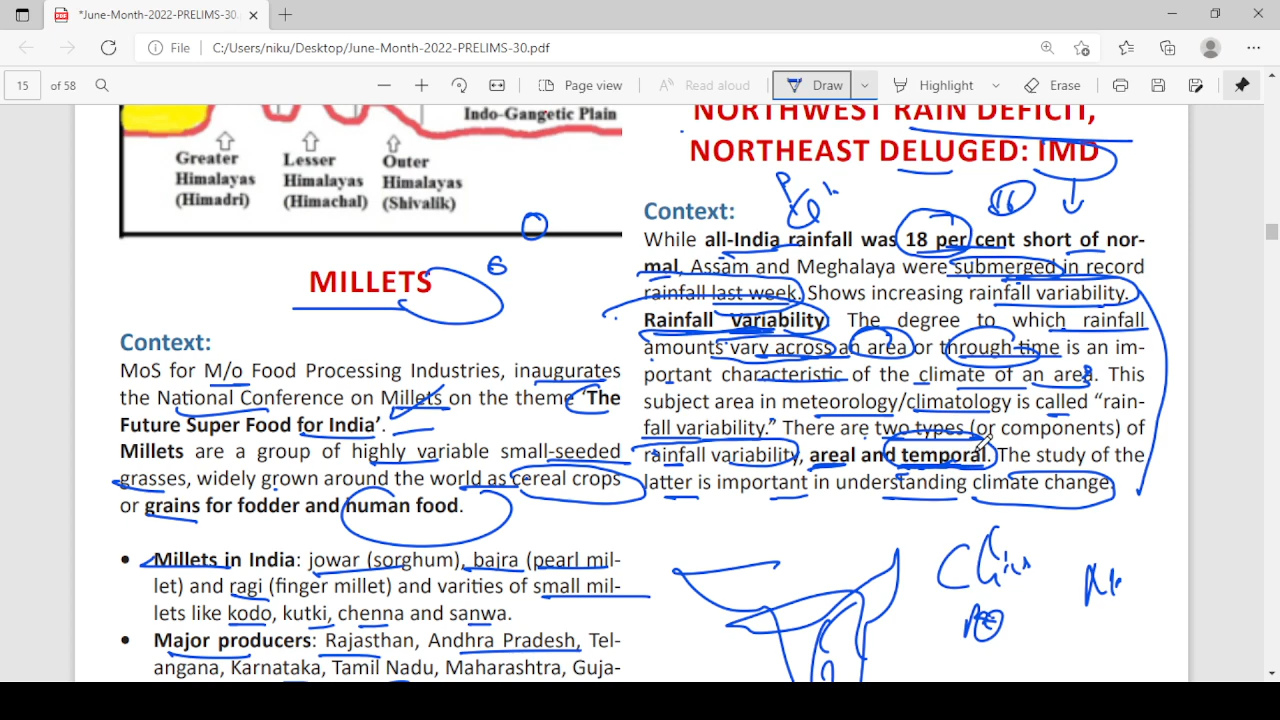 *June-Month-2022-PRELIMS-30.
File C:/Users/niku/Desktop/June-Month-2022-PRELIMS-30.pdf
15 of 58 Page view Read aloud Draw Highlight Erase
Indo-Gangetic Plain
Greater Himalayas (Himadri)
Lesser Himalayas (Himachal)
Outer Himalayas (Shivalik)
MILLETS
Context:
MoS for M/o Food Processing Industries, inaugurates
the National Conference on Millets on the theme ‘The
Future Super Food for India’.
Millets are a group of highly variable small-seeded
grasses, widely grown around the world as cereal crops
or grains for fodder and human food.
• Millets in India: jowar (sorghum), bajra (pearl mil-
let) and ragi (finger millet) and varities of small mil-
lets like kodo, kutki, chenna and sanwa.
• Major producers: Rajasthan, Andhra Pradesh, Tel-
angana, Karnataka, Tamil Nadu, Maharashtra, Guja-
NORTHWEST RAIN DEFICIT,
NORTHEAST DELUGED: IMD
Context:
While all-India rainfall was 18 per cent short of nor-
mal, Assam and Meghalaya were submerged in record
rainfall last week. Shows increasing rainfall variability.
Rainfall Variability: The degree to which rainfall
amounts vary across an area or through time is an im-
portant characteristic of the climate of an area. This
subject area in meteorology/climatology is called "rain-
fall variability." There are two types (or components) of
rainfall variability, areal and temporal. The study of the
latter is important in understanding climate change.